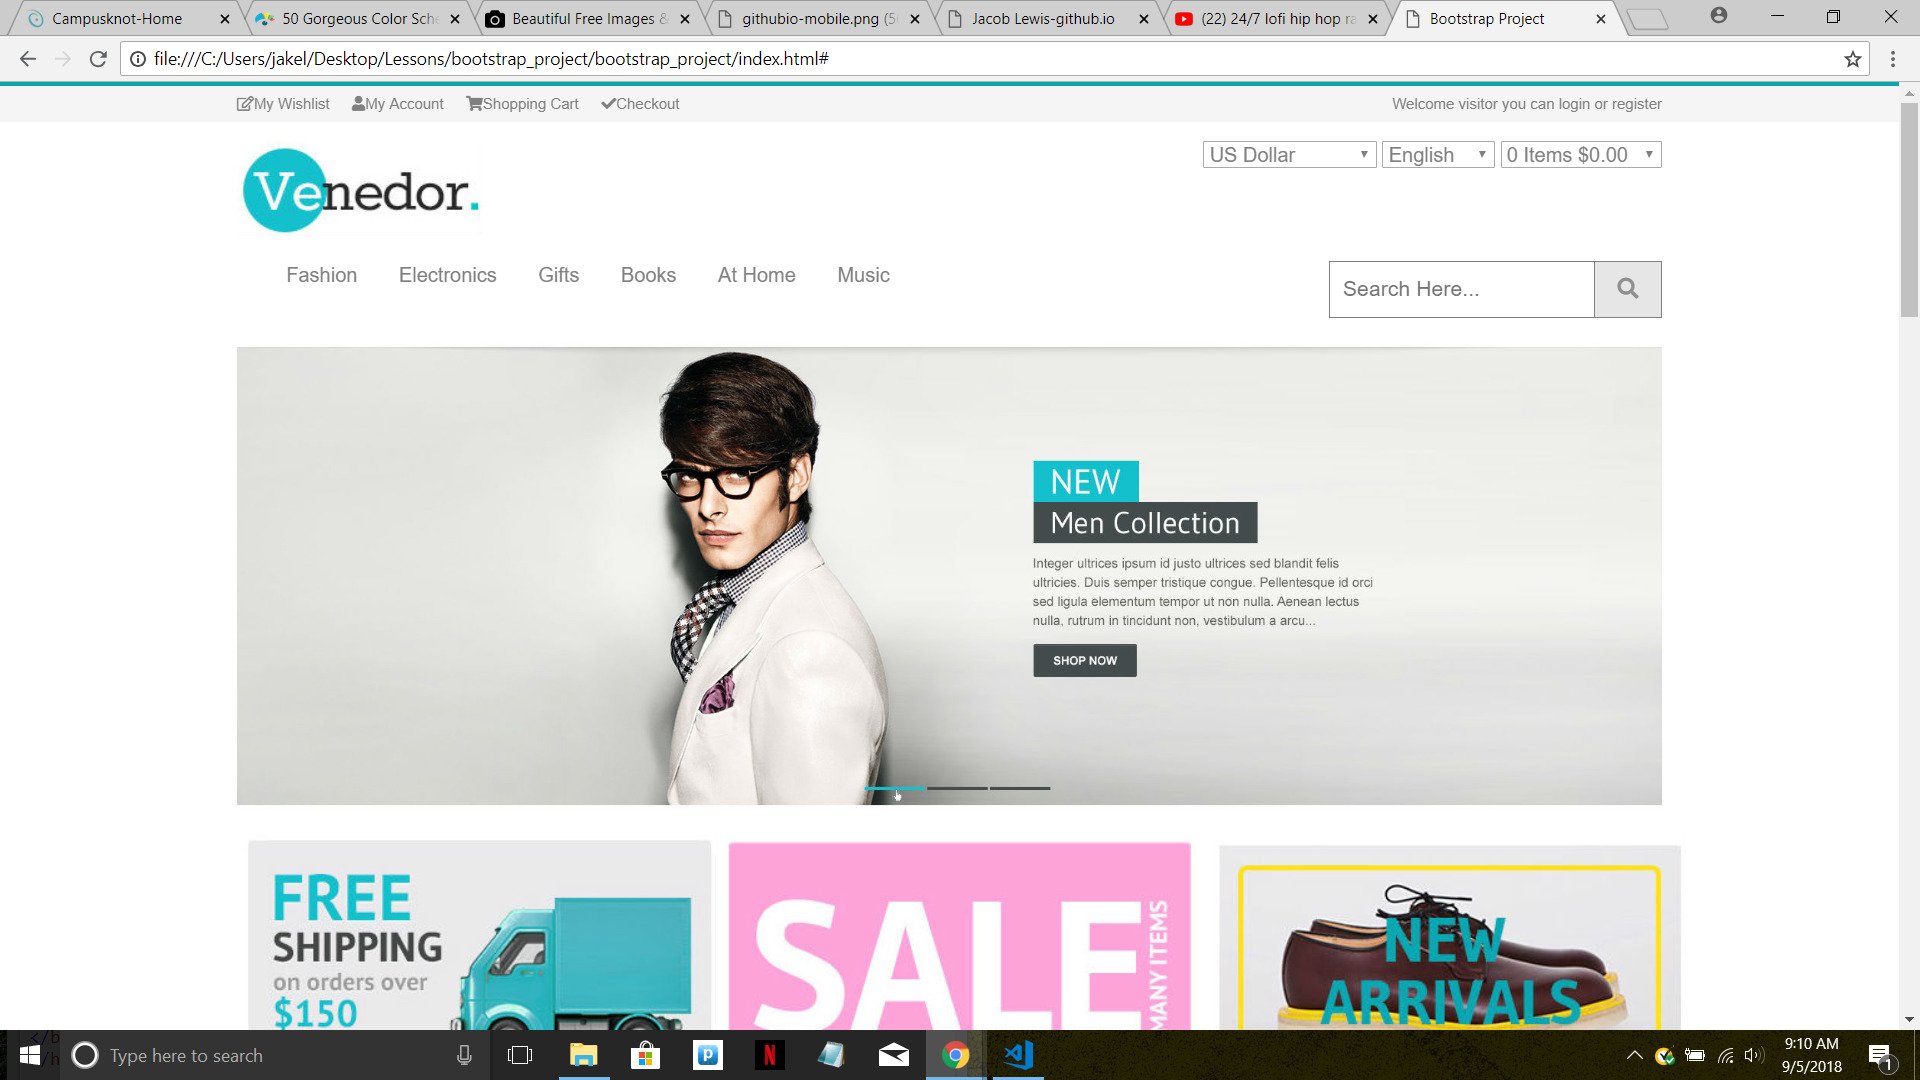 Campusknot-Home
50 Gorgeous Color Sch
Beautiful Free Images &
githubio-mobile.png (5
Jacob Lewis-github.io
(22) 24/7 lofi hip hop ra
Bootstrap Project
file:///C:/Users/jakel/Desktop/Lessons/bootstrap_project/bootstrap_project/index.html#
My Wishlist My Account Shopping Cart Checkout
Welcome visitor you can login or register
Venedor.
US Dollar English 0 Items $0.00
Fashion Electronics Gifts Books At Home Music
Search Here...
NEW
Men Collection
Integer ultrices ipsum id justo ultrices sed blandit felis
ultricies. Duis semper tristique congue. Pellentesque id orci
sed ligula elementum tempor ut non nulla. Aenean lectus
nulla, rutrum in tincidunt non, vestibulum a arcu...
SHOP NOW
FREE
SHIPPING
on orders over
$150
SALE
MANY ITEMS
NEW
ARRIVALS
</b
/h
Type here to search
9:10 AM
9/5/2018
1